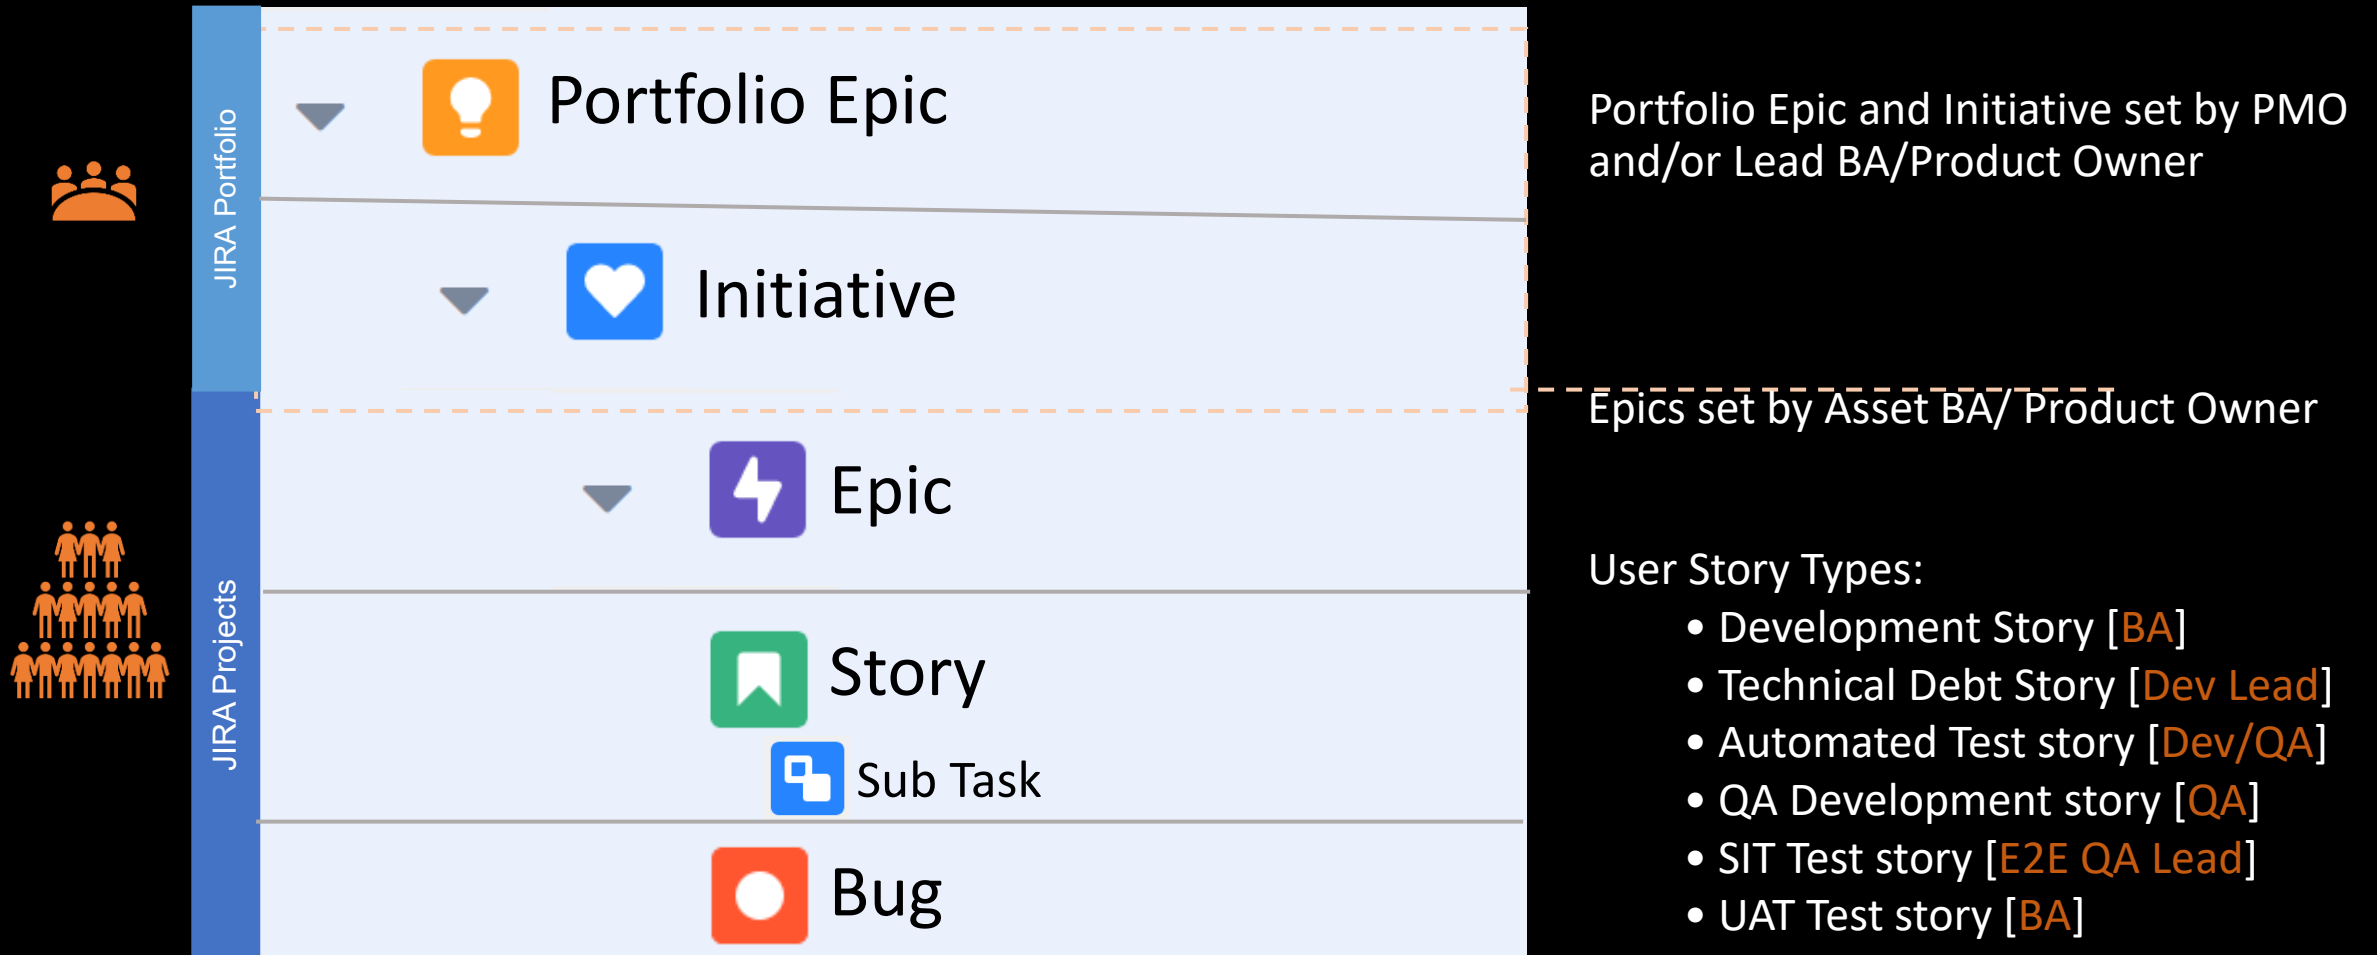 JIRA Portfolio
Portfolio Epic
Initiative
JIRA Projects
Epic
Story
Sub Task
Bug
Portfolio Epic and Initiative set by PMO
and/or Lead BA/Product Owner
Epics set by Asset BA/ Product Owner
User Story Types:
• Development Story [BA]
• Technical Debt Story [Dev Lead]
• Automated Test story [Dev/QA]
• QA Development story [QA]
• SIT Test story [E2E QA Lead]
• UAT Test story [BA]